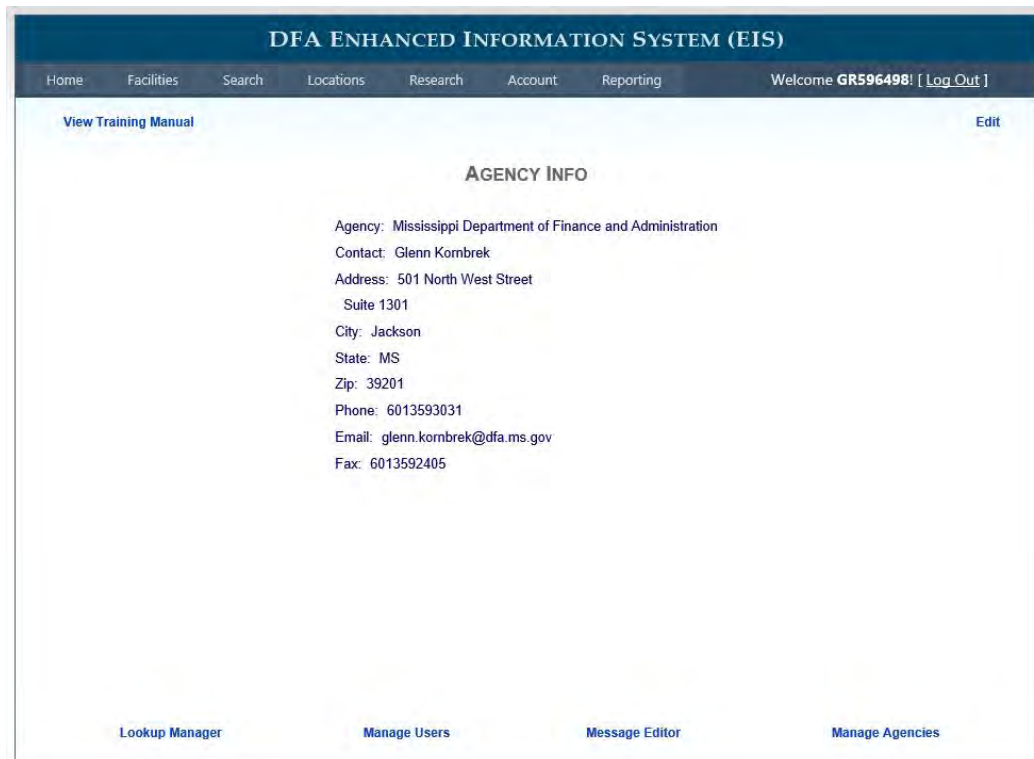 DFA ENHANCED INFORMATION SYSTEM (EIS)
Home Facilities Search Locations Research Account Reporting Welcome GR596498! [ Log Out ]
View Training Manual Edit
AGENCY INFO
Agency: Mississippi Department of Finance and Administration
Contact: Glenn Kornbrek
Address: 501 North West Street
Suite 1301
City: Jackson
State: MS
Zip: 39201
Phone: 6013593031
Email: glenn.kornbrek@dfa.ms.gov
Fax: 6013592405
Lookup Manager Manage Users Message Editor Manage Agencies